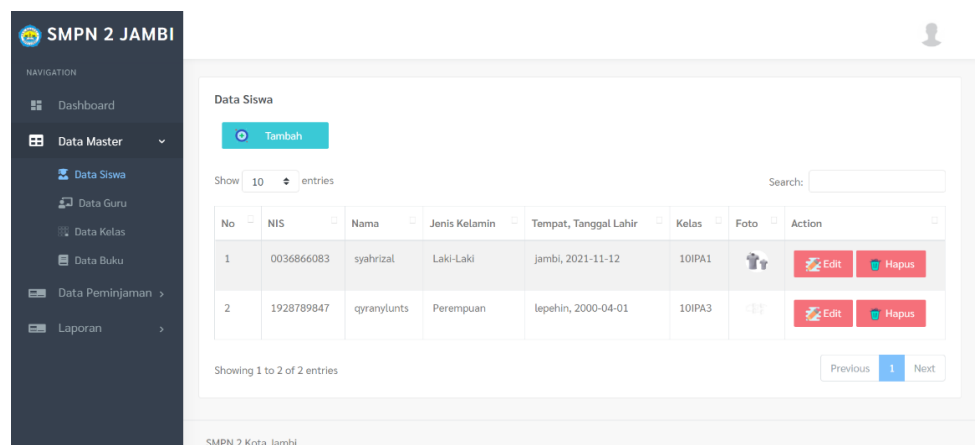 SMPN 2 JAMBI
NAVIGATION
Dashboard
Data Master
Data Siswa
Data Guru
Data Kelas
Data Buku
Data Peminjaman
Laporan
Data Siswa
Tambah
Show 10 entries
Search:
No NIS Nama Jenis Kelamin Tempat, Tanggal Lahir Kelas Foto Action
1 0036866083 syahrizal Laki-Laki jambi, 2021-11-12 10IPA1 Edit Hapus
2 1928789847 qyranylunts Perempuan lepehin, 2000-04-01 10IPA3 Edit Hapus
Showing 1 to 2 of 2 entries
Previous 1 Next
SMPN 2 Kota Jambi